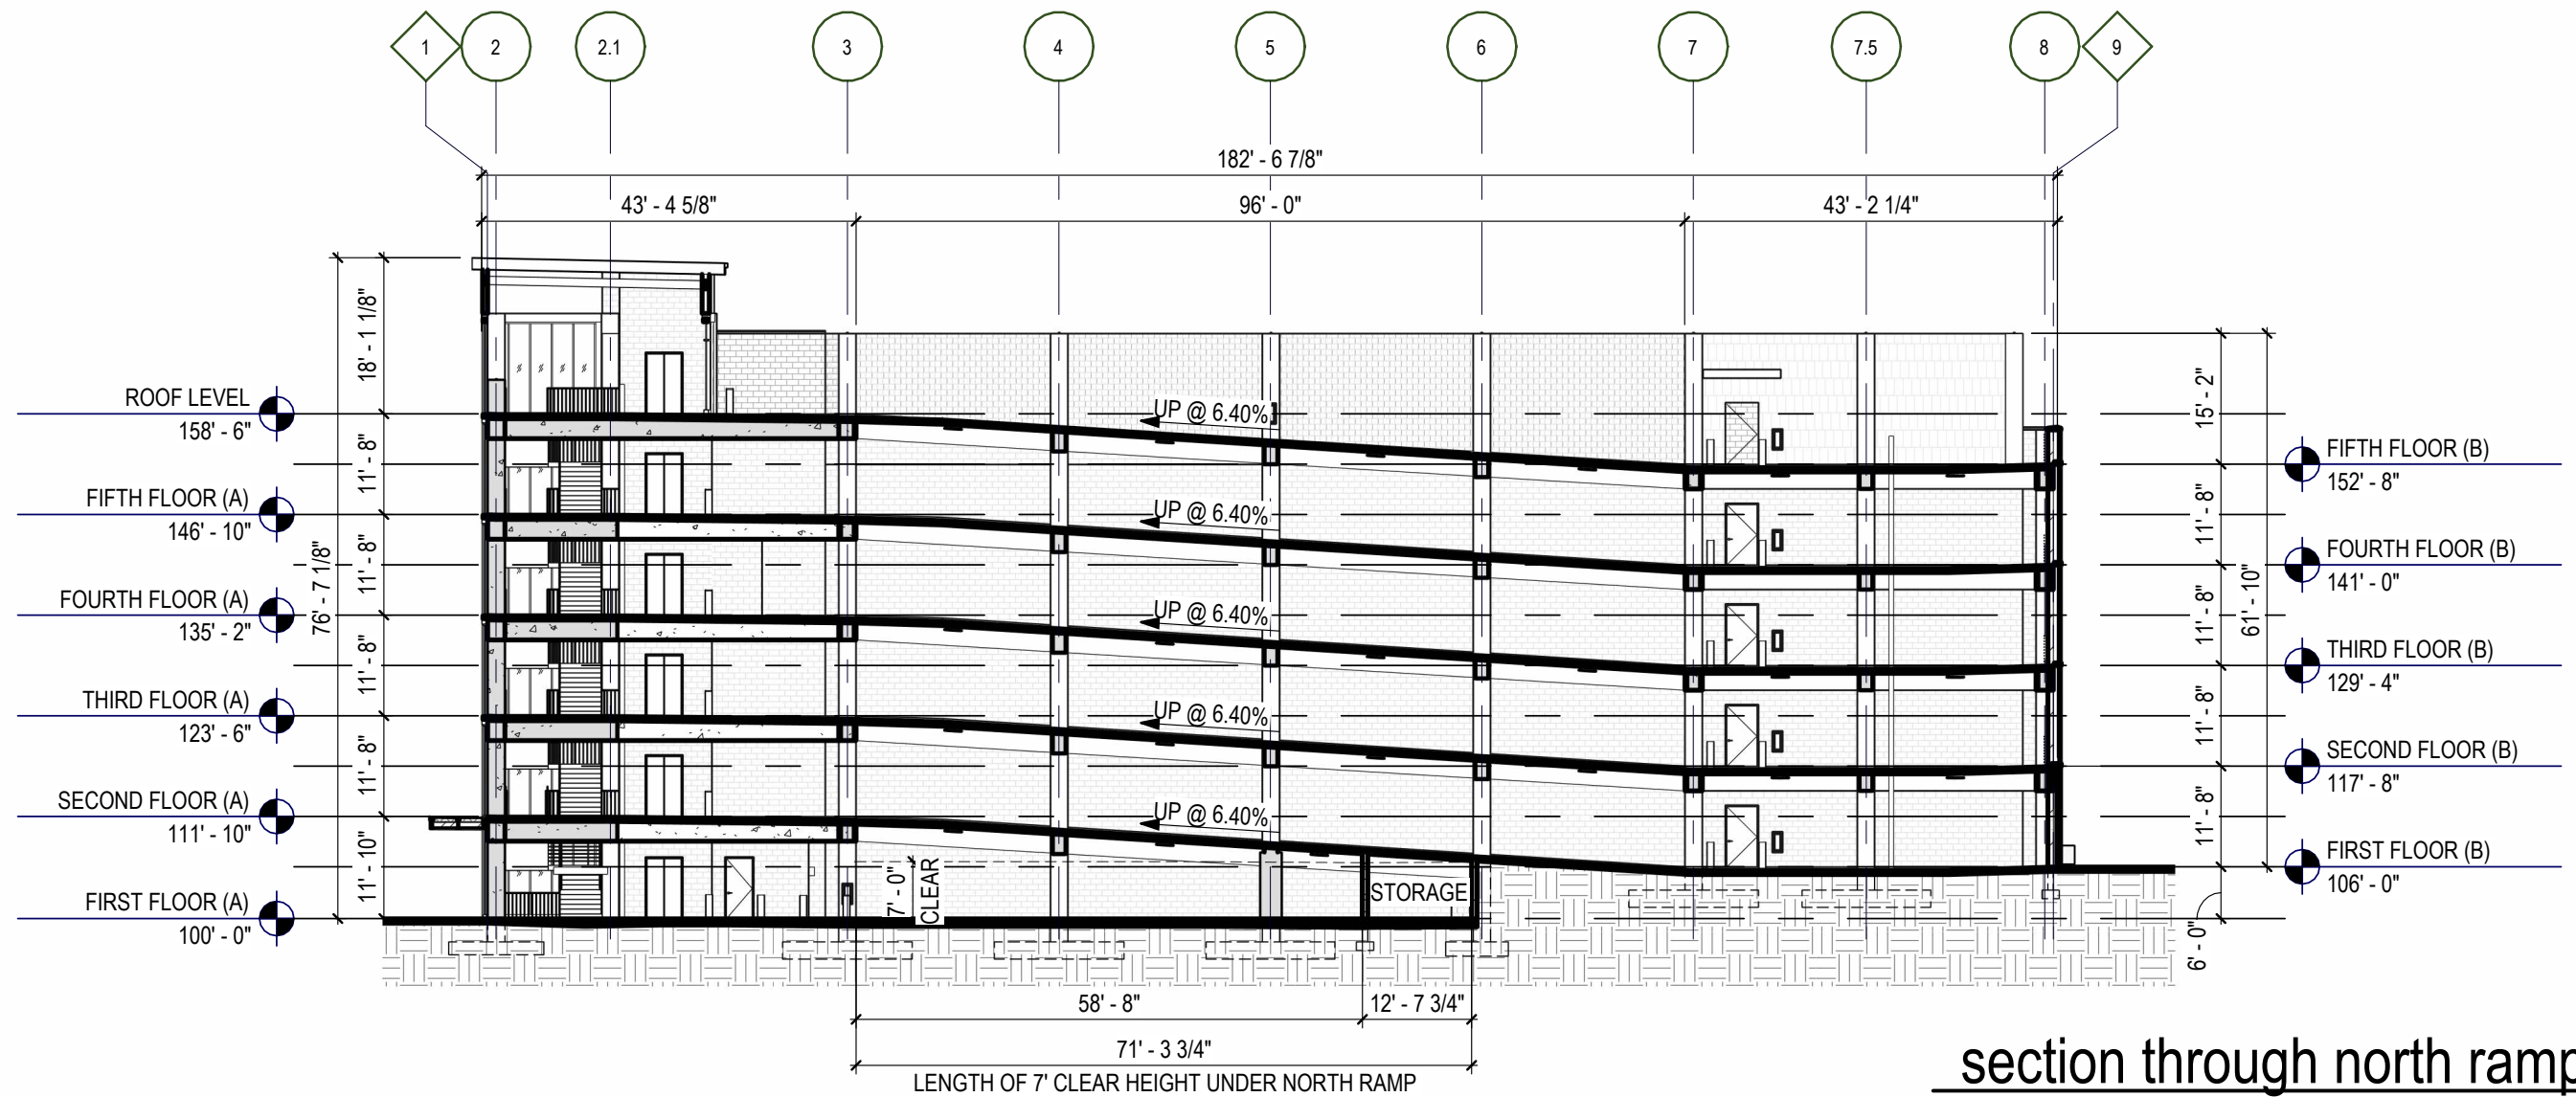 1
2
2.1
3
4
5
6
7
7.5
8
9
182' - 6 7/8"
43' - 4 5/8"
96' - 0"
43' - 2 1/4"
18' - 1 1/8"
11' - 8"
11' - 8"
11' - 8"
11' - 8"
11' - 10"
76' - 7 1/8"
ROOF LEVEL
158' - 6"
FIFTH FLOOR (A)
146' - 10"
FOURTH FLOOR (A)
135' - 2"
THIRD FLOOR (A)
123' - 6"
SECOND FLOOR (A)
111' - 10"
FIRST FLOOR (A)
100' - 0"
UP @ 6.40%
UP @ 6.40%
UP @ 6.40%
UP @ 6.40%
UP @ 6.40%
7' - 0"
CLEAR
STORAGE
15' - 2"
11' - 8"
11' - 8"
11' - 8"
11' - 8"
6' - 0"
61' - 10"
FIFTH FLOOR (B)
152' - 8"
FOURTH FLOOR (B)
141' - 0"
THIRD FLOOR (B)
129' - 4"
SECOND FLOOR (B)
117' - 8"
FIRST FLOOR (B)
106' - 0"
58' - 8"
12' - 7 3/4"
71' - 3 3/4"
LENGTH OF 7' CLEAR HEIGHT UNDER NORTH RAMP
section through north ramp